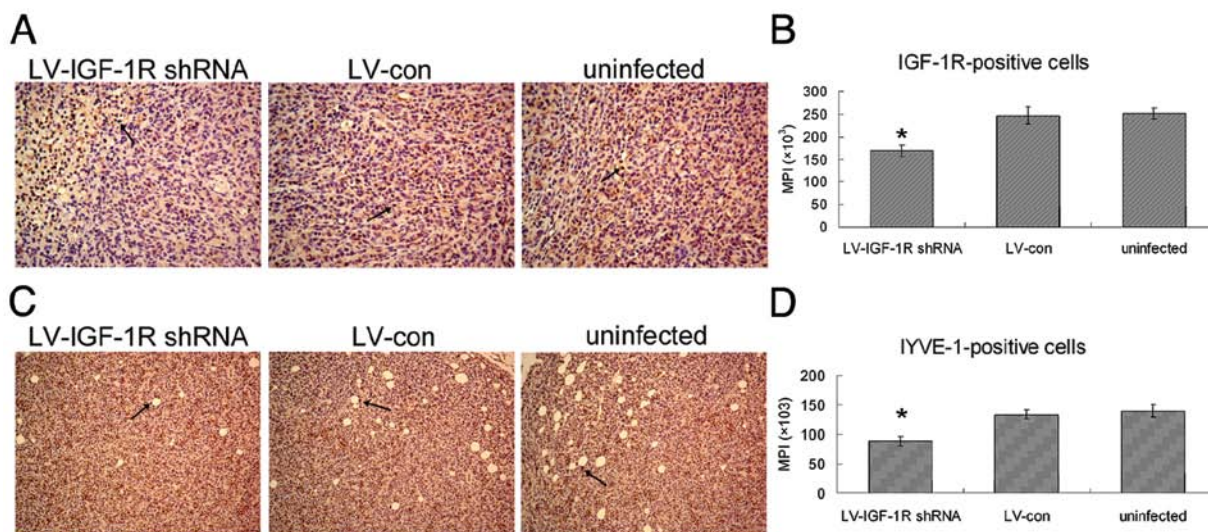 A
LV-IGF-1R shRNA LV-con uninfected
B
IGF-1R-positive cells
MPI (×10³)
300
250
200
150
100
50
0
*
LV-IGF-1R shRNA LV-con uninfected
C
LV-IGF-1R shRNA LV-con uninfected
D
IYVE-1-positive cells
MPI (×103)
200
150
100
50
0
*
LV-IGF-1R shRNA LV-con uninfected